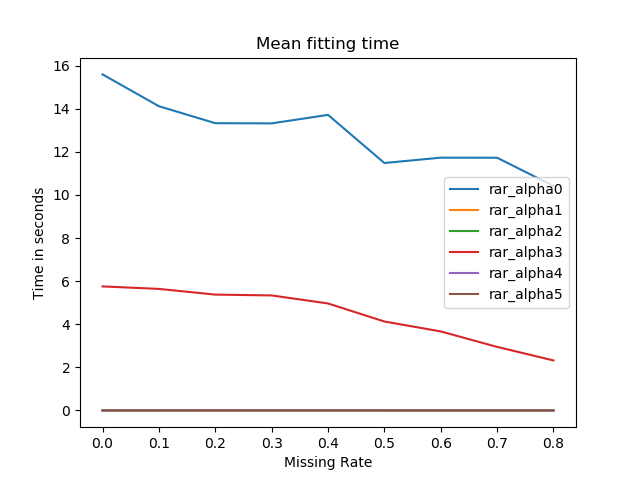 Mean fitting time
Time in seconds
16
14
12
10
8
6
4
2
0
rar_alpha0
rar_alpha1
rar_alpha2
rar_alpha3
rar_alpha4
rar_alpha5
0.0 0.1 0.2 0.3 0.4 0.5 0.6 0.7 0.8
Missing Rate